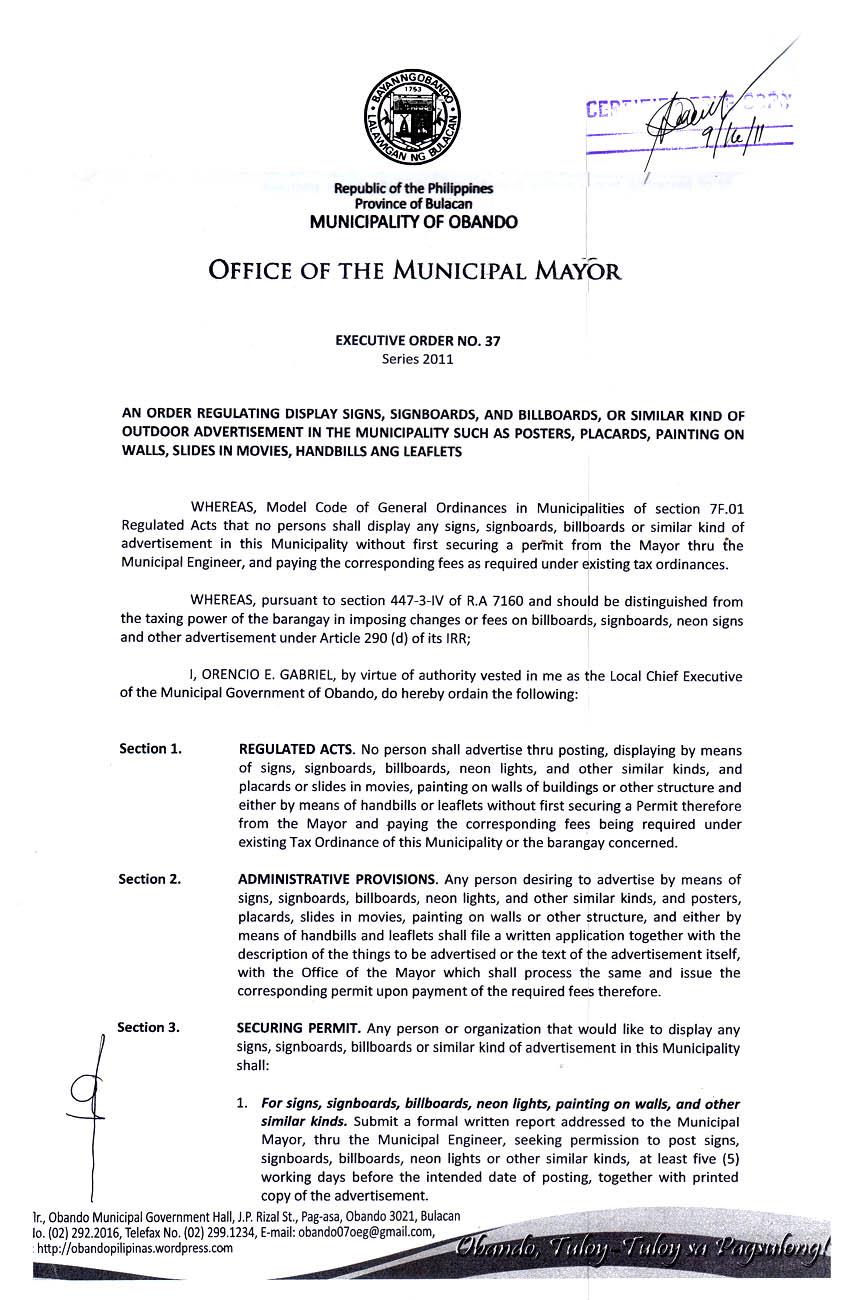 BAYAN NG OBANDO
1753
LALAWIGAN NG BULACAN
CERTIFIED TRUE COPY
9/16/11
Republic of the Philippines
Province of Bulacan
MUNICIPALITY OF OBANDO
OFFICE OF THE MUNICIPAL MAYOR
EXECUTIVE ORDER NO. 37
Series 2011
AN ORDER REGULATING DISPLAY SIGNS, SIGNBOARDS, AND BILLBOARDS, OR SIMILAR KIND OF
OUTDOOR ADVERTISEMENT IN THE MUNICIPALITY SUCH AS POSTERS, PLACARDS, PAINTING ON
WALLS, SLIDES IN MOVIES, HANDBILLS ANG LEAFLETS
WHEREAS, Model Code of General Ordinances in Municipalities of section 7F.01
Regulated Acts that no persons shall display any signs, signboards, billboards or similar kind of
advertisement in this Municipality without first securing a permit from the Mayor thru the
Municipal Engineer, and paying the corresponding fees as required under existing tax ordinances.
WHEREAS, pursuant to section 447-3-IV of R.A 7160 and should be distinguished from
the taxing power of the barangay in imposing changes or fees on billboards, signboards, neon signs
and other advertisement under Article 290 (d) of its IRR;
I, ORENCIO E. GABRIEL, by virtue of authority vested in me as the Local Chief Executive
of the Municipal Government of Obando, do hereby ordain the following:
Section 1. REGULATED ACTS. No person shall advertise thru posting, displaying by means
of signs, signboards, billboards, neon lights, and other similar kinds, and
placards or slides in movies, painting on walls of buildings or other structure and
either by means of handbills or leaflets without first securing a Permit therefore
from the Mayor and paying the corresponding fees being required under
existing Tax Ordinance of this Municipality or the barangay concerned.
Section 2. ADMINISTRATIVE PROVISIONS. Any person desiring to advertise by means of
signs, signboards, billboards, neon lights, and other similar kinds, and posters,
placards, slides in movies, painting on walls or other structure, and either by
means of handbills and leaflets shall file a written application together with the
description of the things to be advertised or the text of the advertisement itself,
with the Office of the Mayor which shall process the same and issue the
corresponding permit upon payment of the required fees therefore.
Section 3. SECURING PERMIT. Any person or organization that would like to display any
signs, signboards, billboards or similar kind of advertisement in this Municipality
shall:
1. For signs, signboards, billboards, neon lights, painting on walls, and other
similar kinds. Submit a formal written report addressed to the Municipal
Mayor, thru the Municipal Engineer, seeking permission to post signs,
signboards, billboards, neon lights or other similar kinds, at least five (5)
working days before the intended date of posting, together with printed
copy of the advertisement.
lr., Obando Municipal Government Hall, J.P. Rizal St., Pag-asa, Obando 3021, Bulacan
lo. (02) 292.2016, Telefax No. (02) 299.1234, E-mail: obando07oeg@gmail.com,
: http://obandopilipinas.wordpress.com
Obando, Tuloy-Tuloy sa Pagsulong!